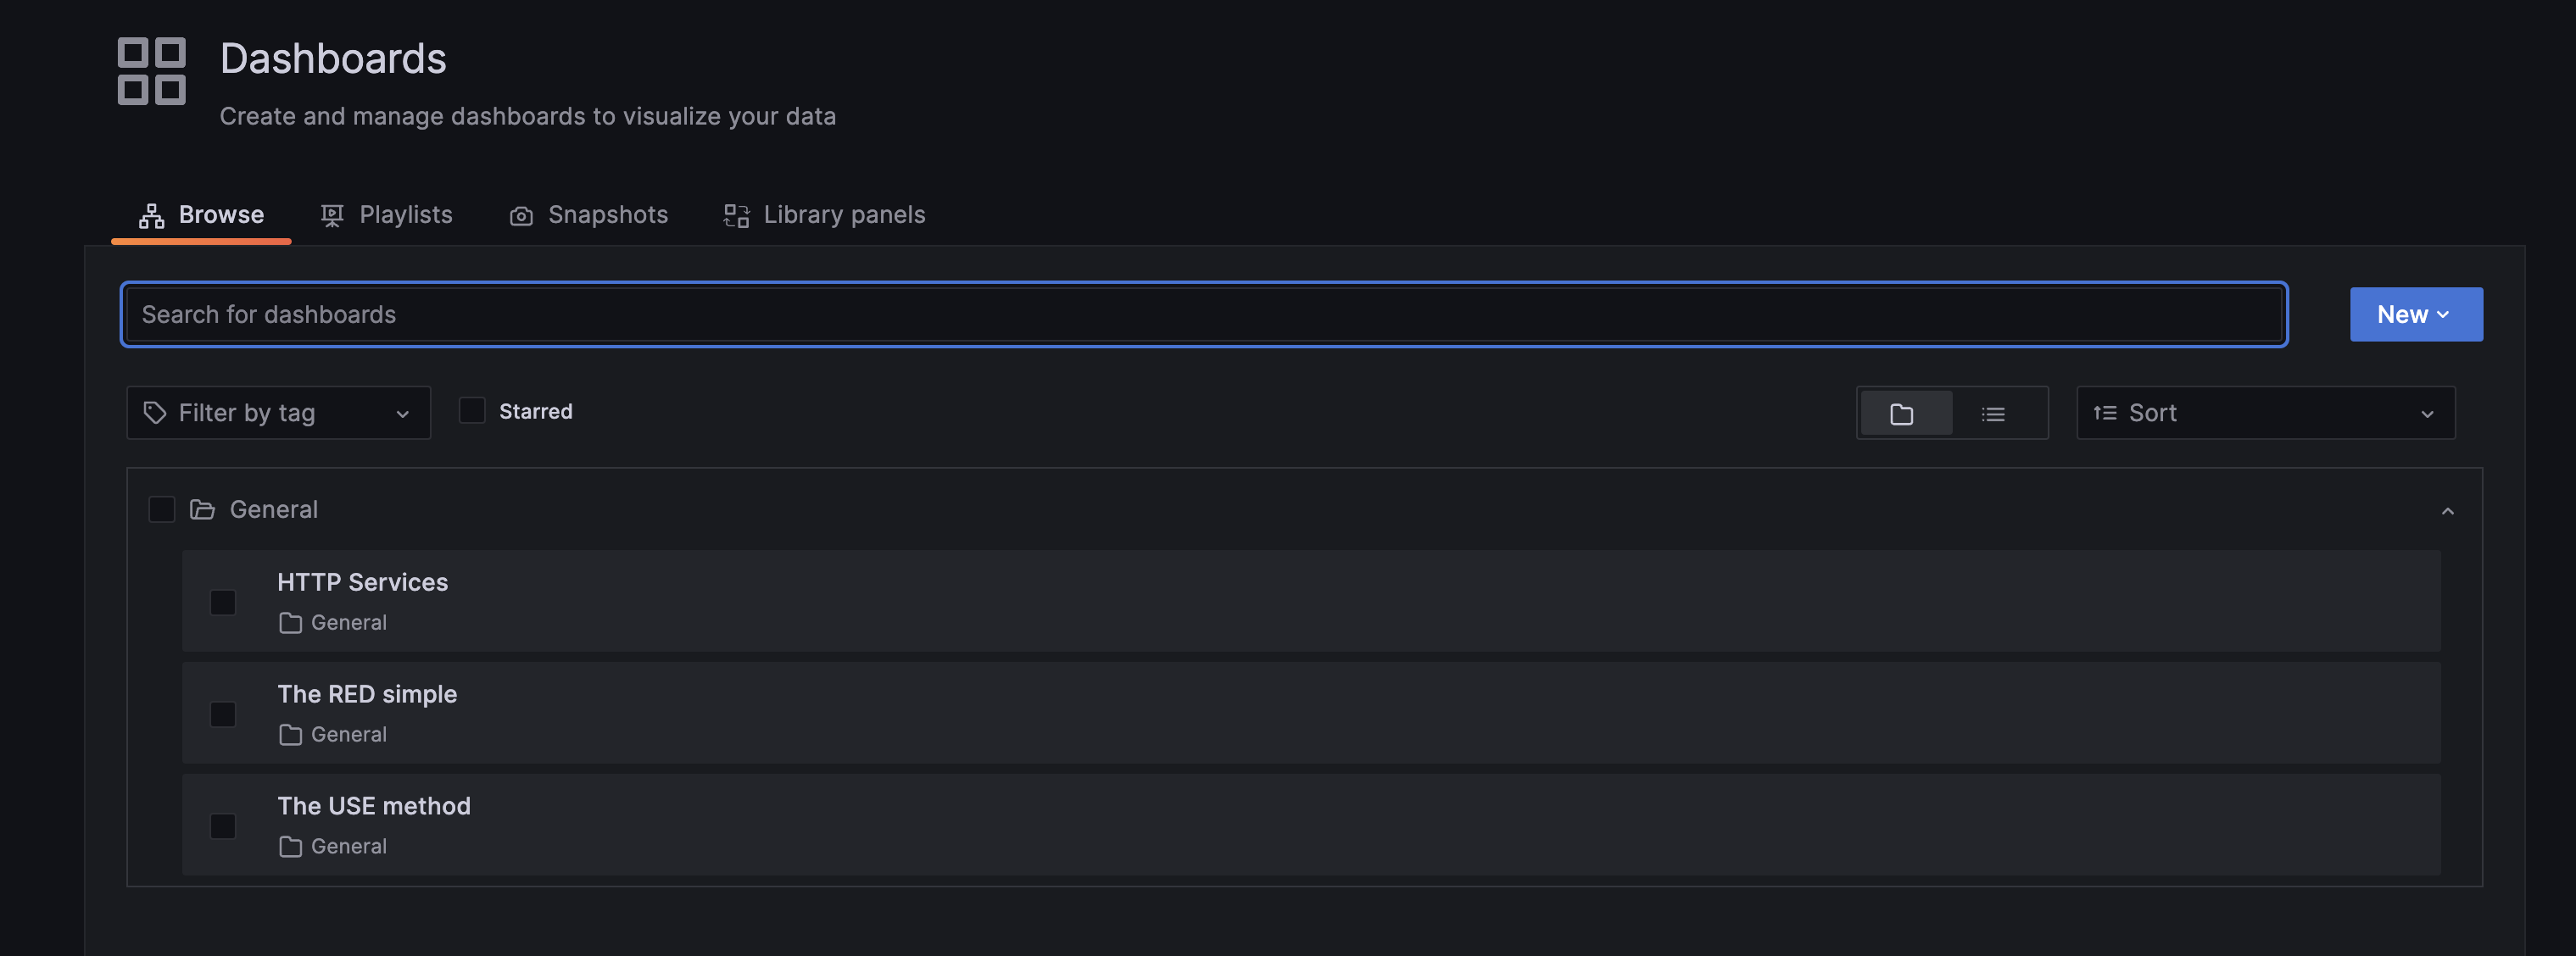 Dashboards
Create and manage dashboards to visualize your data
Browse Playlists Snapshots Library panels
Search for dashboards New
Filter by tag Starred Sort
General
HTTP Services
General
The RED simple
General
The USE method
General